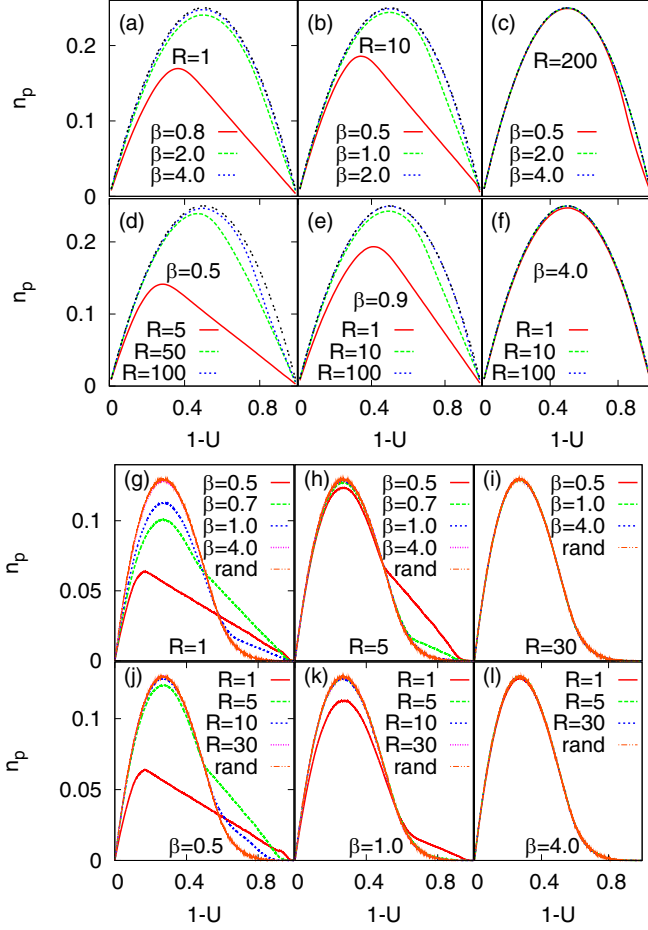 (a) (b) (c)
R=1 R=10 R=200
β=0.8 β=0.5 β=0.5
β=2.0 β=1.0 β=2.0
β=4.0 β=2.0 β=4.0
0.2
0.1
0
n_p
(d) (e) (f)
β=0.5 β=0.9 β=4.0
R=5 R=1 R=1
R=50 R=10 R=10
R=100 R=100 R=100
0.2
0.1
0
n_p
0 0.4 0.8 0 0.4 0.8 0 0.4 0.8
1-U 1-U 1-U
(g) (h) (i)
β=0.5 β=0.5 β=0.5
β=0.7 β=0.7 β=1.0
β=1.0 β=1.0 β=4.0
β=4.0 β=4.0 rand
rand rand
R=1 R=5 R=30
0.1
0.05
0
n_p
(j) (k) (l)
R=1 R=1 R=1
R=5 R=5 R=5
R=10 R=10 R=30
R=30 R=30 rand
rand rand
β=0.5 β=1.0 β=4.0
0.1
0.05
0
n_p
0 0.4 0.8 0 0.4 0.8 0 0.4 0.8
1-U 1-U 1-U